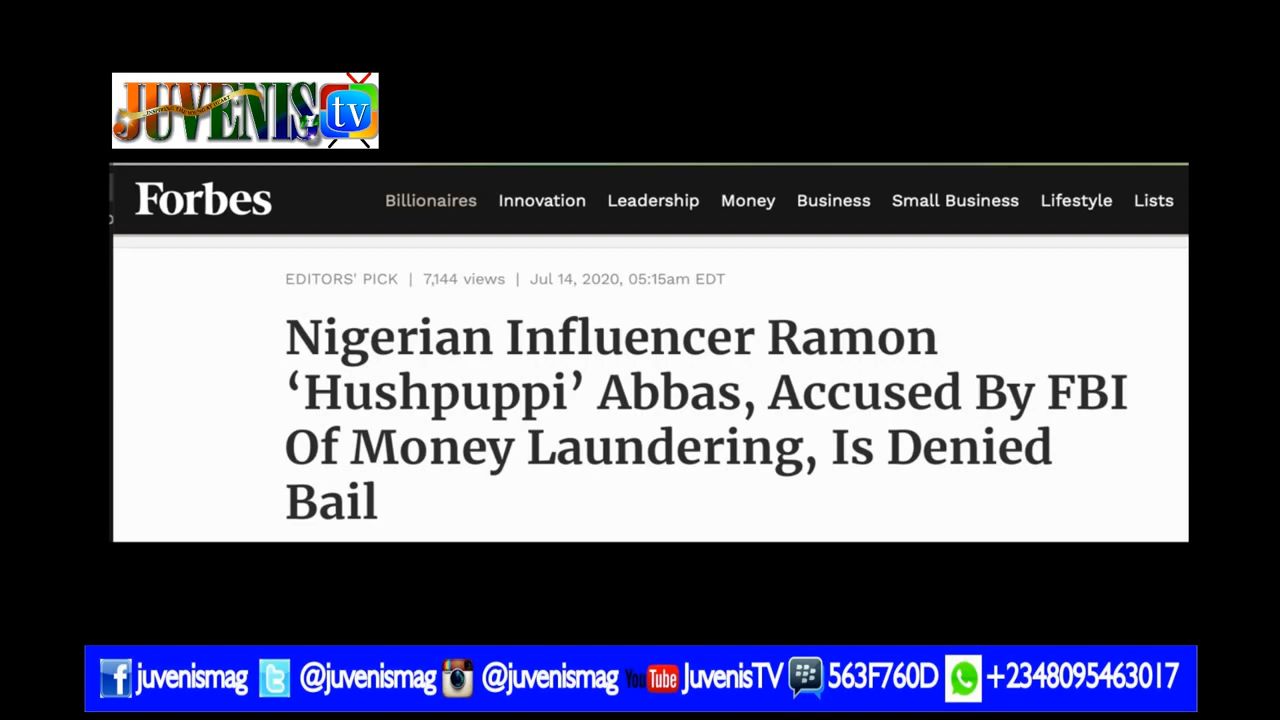 JUVENIS tv
Forbes Billionaires Innovation Leadership Money Business Small Business Lifestyle Lists
EDITORS' PICK | 7,144 views | Jul 14, 2020, 05:15am EDT
Nigerian Influencer Ramon
‘Hushpuppi’ Abbas, Accused By FBI
Of Money Laundering, Is Denied
Bail
juvenismag @juvenismag @juvenismag YouTube JuvenisTV 563F760D +2348095463017